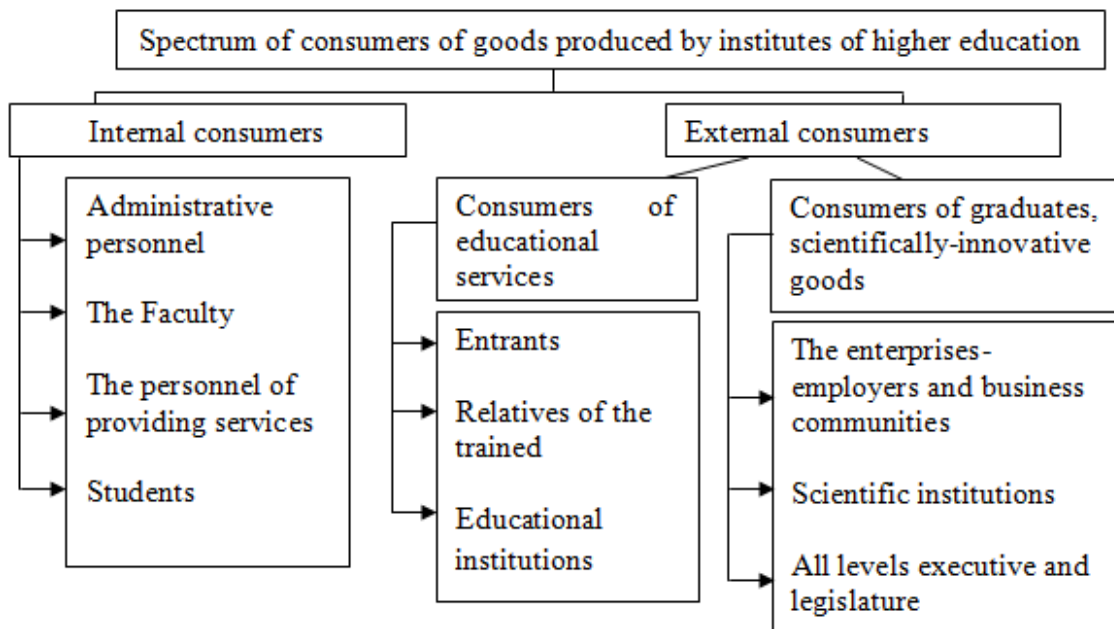 Spectrum of consumers of goods produced by institutes of higher education
Internal consumers
External consumers
Administrative
personnel
The Faculty
The personnel of
providing services
Students
Consumers of
educational
services
Entrants
Relatives of the
trained
Educational
institutions
Consumers of graduates,
scientifically-innovative
goods
The enterprises-
employers and business
communities
Scientific institutions
All levels executive and
legislature